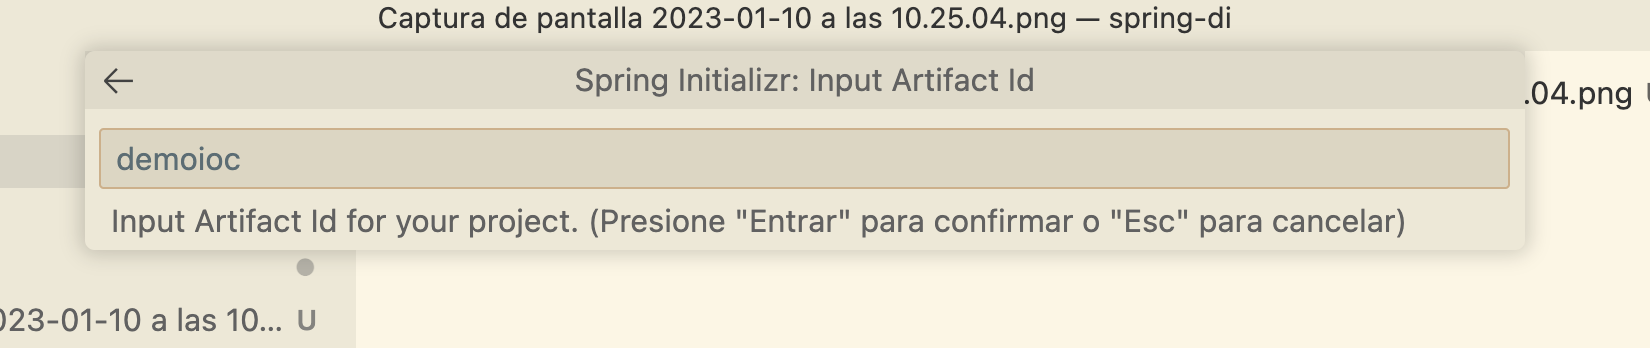 Captura de pantalla 2023-01-10 a las 10.25.04.png — spring-di
Spring Initializr: Input Artifact Id
.04.png
demoioc
Input Artifact Id for your project. (Presione "Entrar" para confirmar o "Esc" para cancelar)
023-01-10 a las 10... U